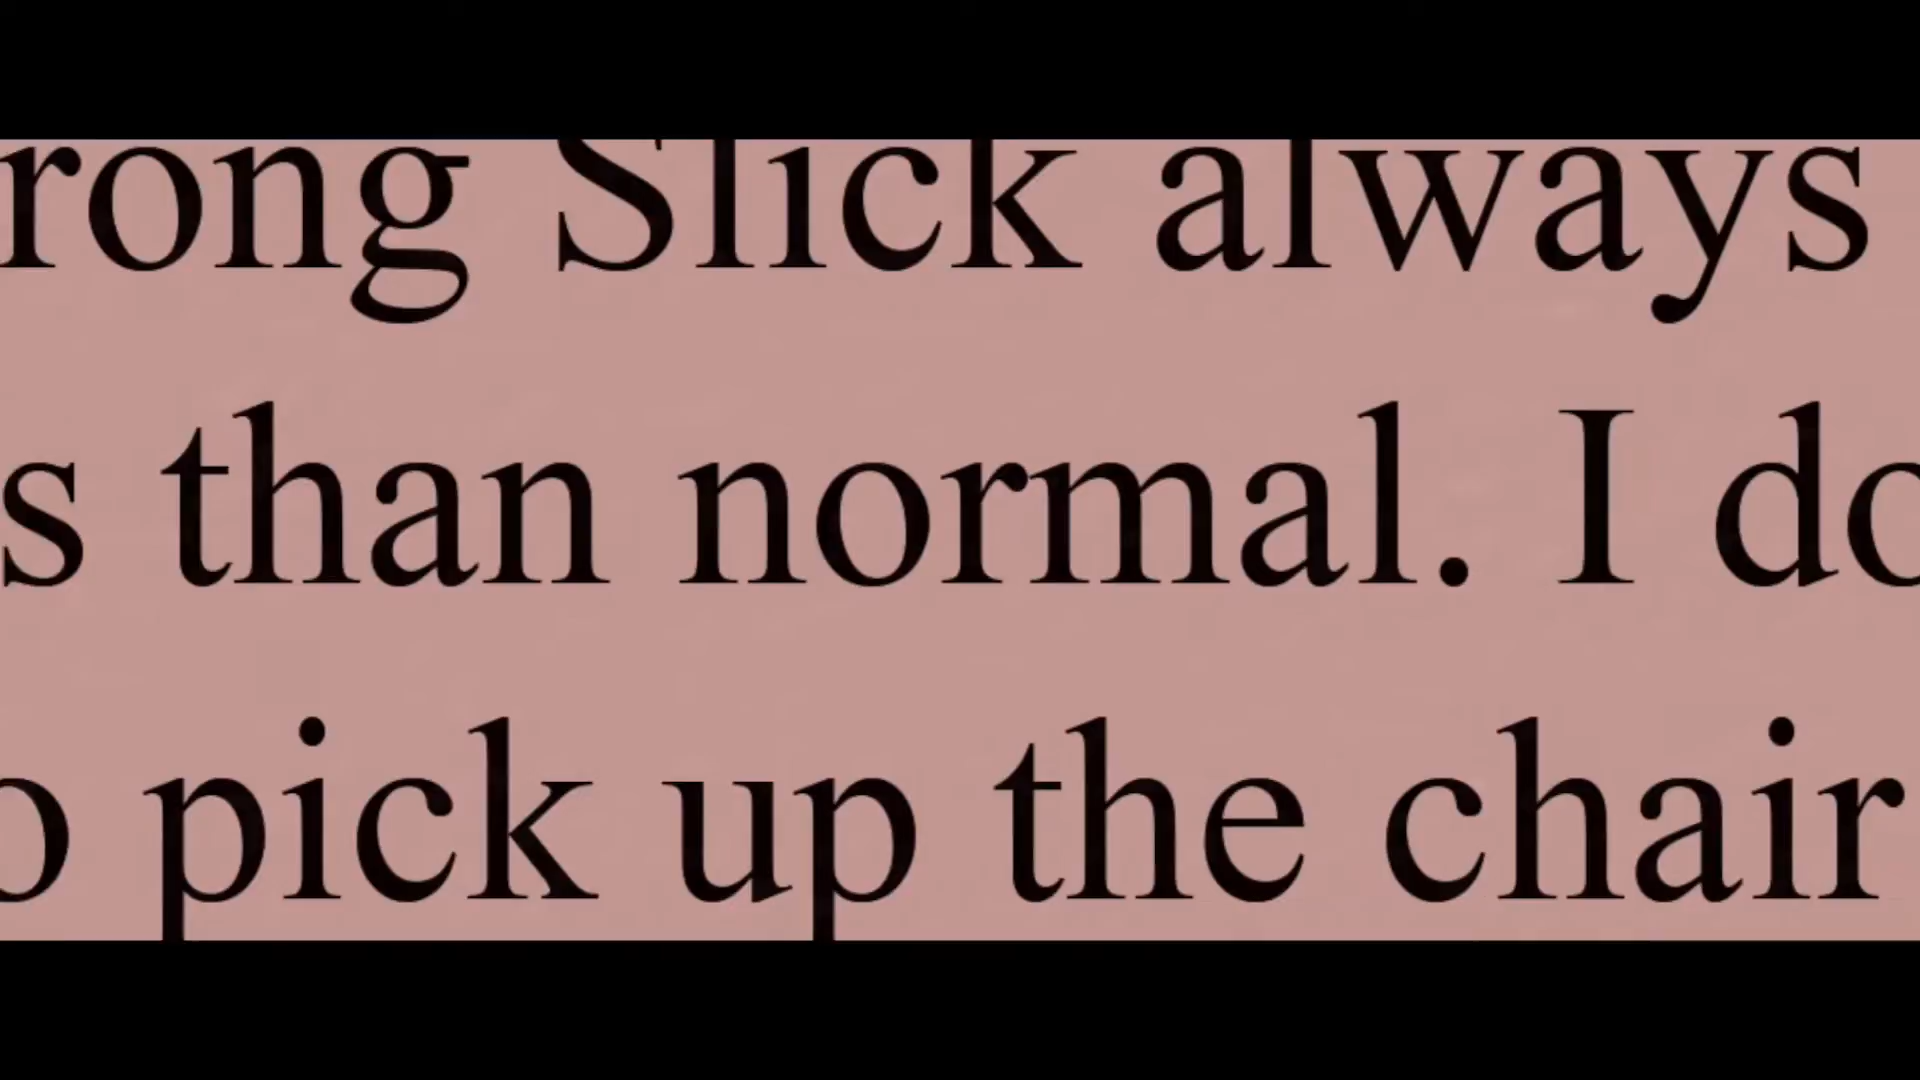 rong Slick always
s than normal. I do
o pick up the chair